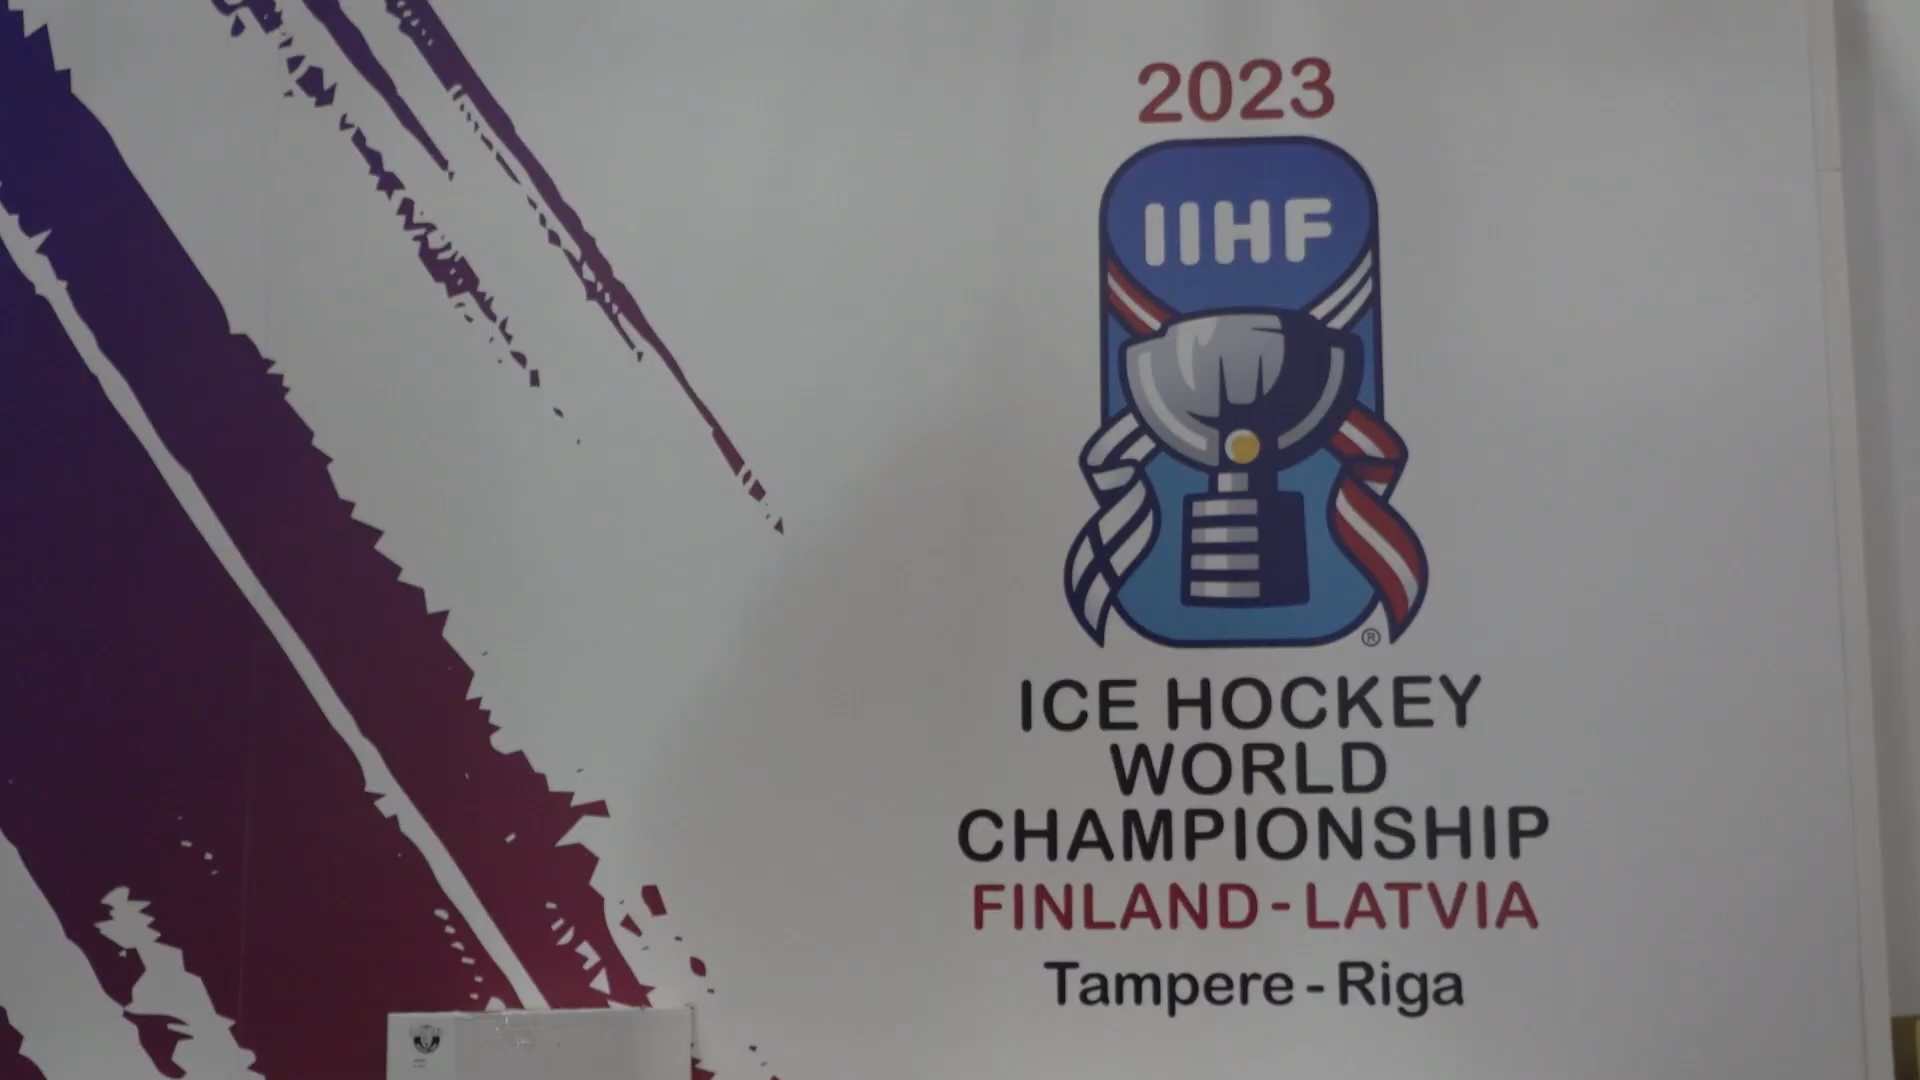 2023
IIHF
®
ICE HOCKEY
WORLD
CHAMPIONSHIP
FINLAND-LATVIA
Tampere-Riga